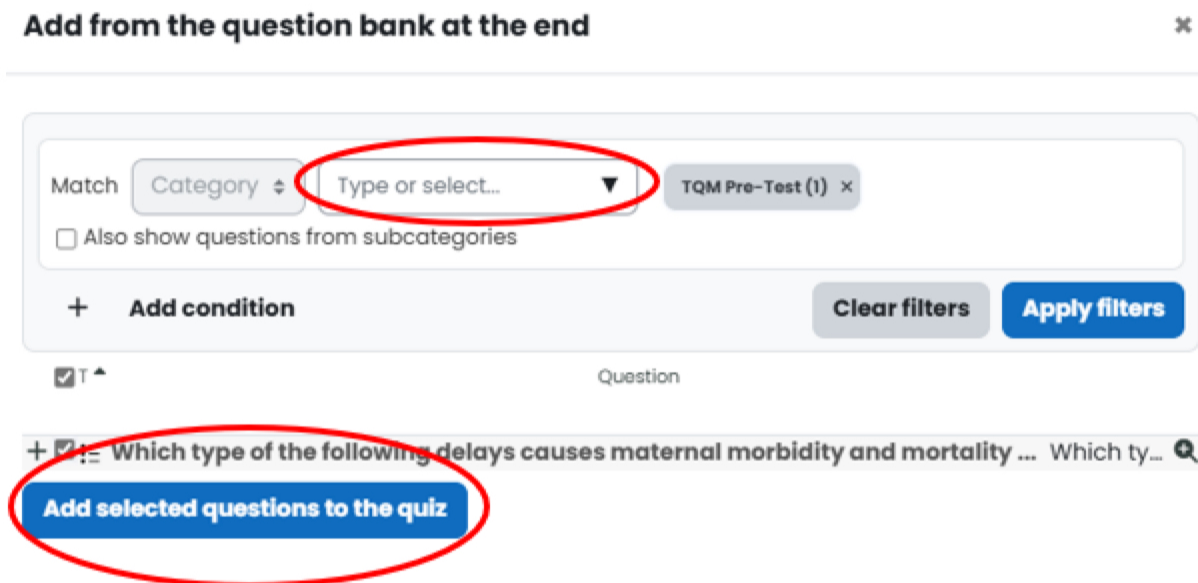 Add from the question bank at the end ×
Match Category Type or select... ▼ TQM Pre-Test (1) ×
Also show questions from subcategories
+ Add condition Clear filters Apply filters
T Question
+ Which type of the following delays causes maternal morbidity and mortality ... Which ty...
Add selected questions to the quiz